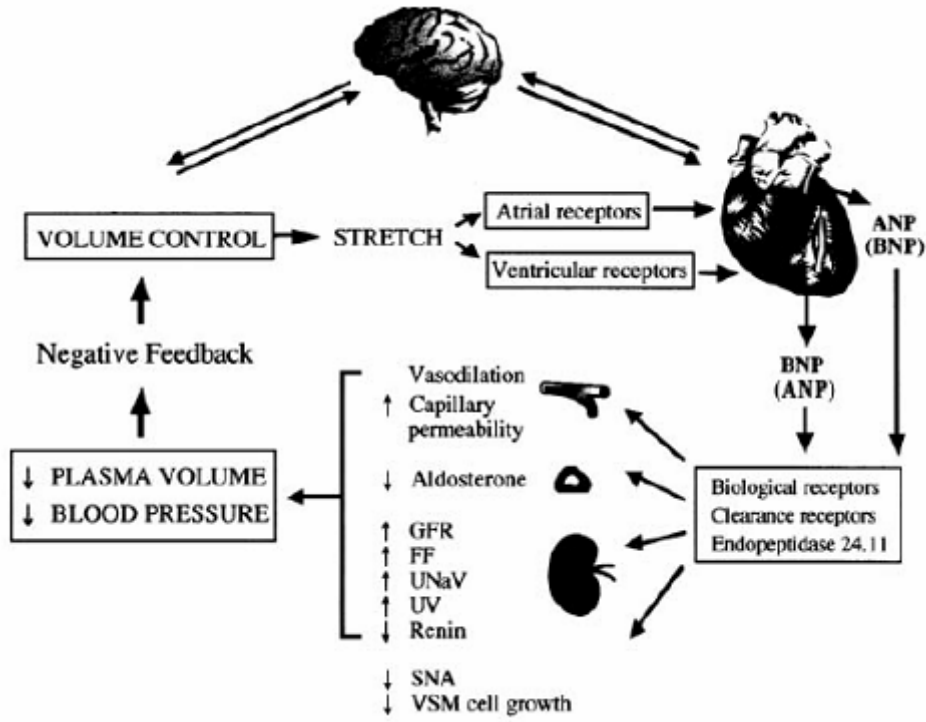 VOLUME CONTROL
STRETCH
Atrial receptors
Ventricular receptors
ANP
(BNP)
BNP
(ANP)
Negative Feedback
↓ PLASMA VOLUME
↓ BLOOD PRESSURE
Vasodilation
↑ Capillary
permeability
↓ Aldosterone
↑ GFR
↑ FF
↑ UNaV
↑ UV
↓ Renin
↓ SNA
↓ VSM cell growth
Biological receptors
Clearance receptors
Endopeptidase 24.11